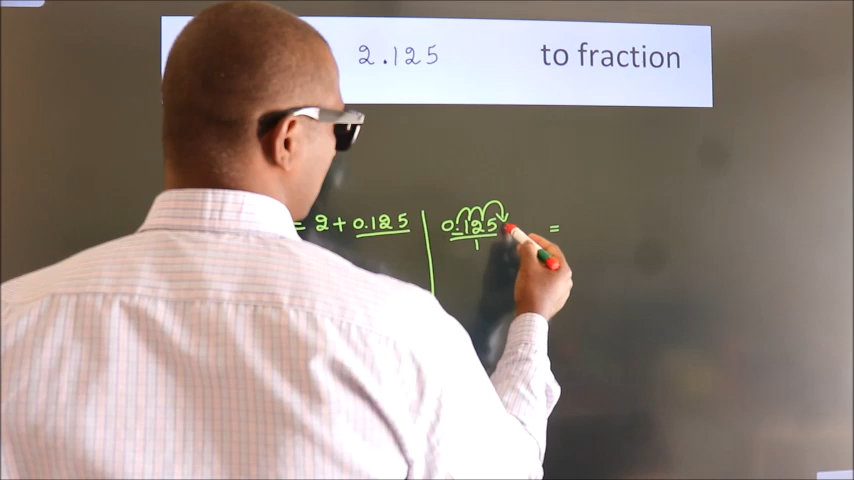 2.125 to fraction
= 2 + 0.125 | 0.125 =
1